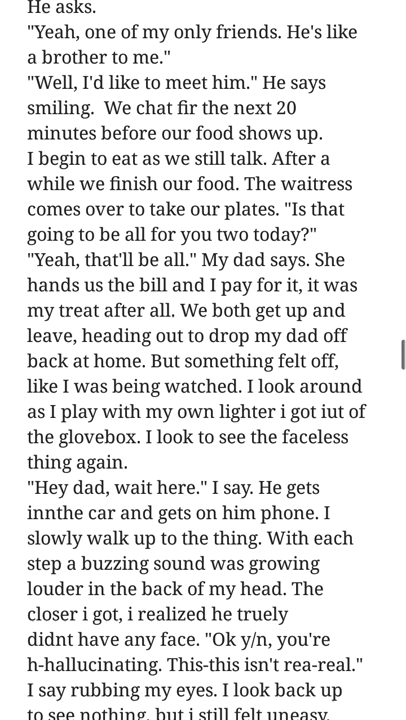 He asks.
"Yeah, one of my only friends. He's like
a brother to me."
"Well, I'd like to meet him." He says
smiling.  We chat fir the next 20
minutes before our food shows up.
I begin to eat as we still talk. After a
while we finish our food. The waitress
comes over to take our plates. "Is that
going to be all for you two today?"
"Yeah, that'll be all." My dad says. She
hands us the bill and I pay for it, it was
my treat after all. We both get up and
leave, heading out to drop my dad off
back at home. But something felt off,
like I was being watched. I look around
as I play with my own lighter i got iut of
the glovebox. I look to see the faceless
thing again.
"Hey dad, wait here." I say. He gets
innthe car and gets on him phone. I
slowly walk up to the thing. With each
step a buzzing sound was growing
louder in the back of my head. The
closer i got, i realized he truely
didnt have any face. "Ok y/n, you're
h-hallucinating. This-this isn't rea-real."
I say rubbing my eyes. I look back up
to see nothing, but i still felt uneasy.